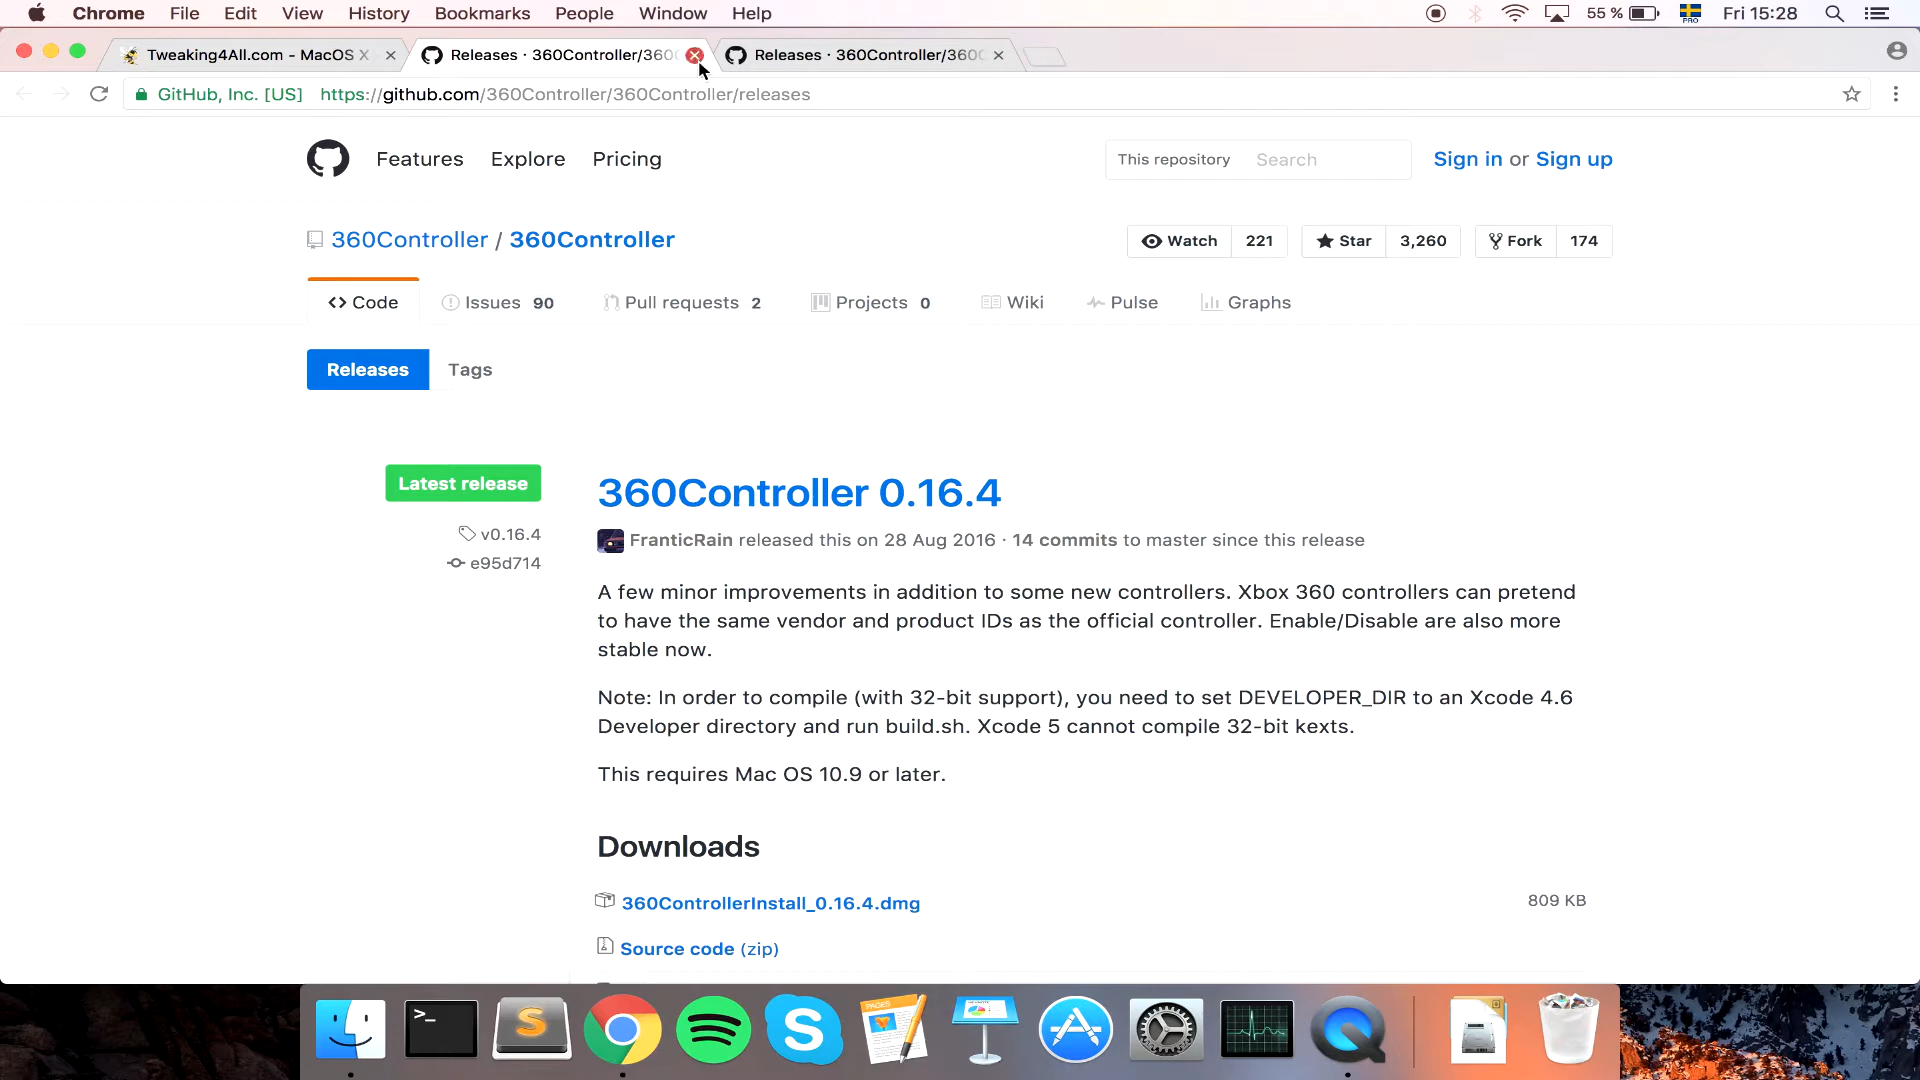 Chrome File Edit View History Bookmarks People Window Help 55 % PRO Fri 15:28
Tweaking4All.com - MacOS X Releases · 360Controller/360 Releases · 360Controller/360
GitHub, Inc. [US] https://github.com/360Controller/360Controller/releases
Features Explore Pricing This repository Search Sign in or Sign up
360Controller / 360Controller Watch 221 Star 3,260 Fork 174
<> Code Issues 90 Pull requests 2 Projects 0 Wiki Pulse Graphs
Releases Tags
Latest release
v0.16.4
e95d714
360Controller 0.16.4
FranticRain released this on 28 Aug 2016 · 14 commits to master since this release
A few minor improvements in addition to some new controllers. Xbox 360 controllers can pretend
to have the same vendor and product IDs as the official controller. Enable/Disable are also more
stable now.
Note: In order to compile (with 32-bit support), you need to set DEVELOPER_DIR to an Xcode 4.6
Developer directory and run build.sh. Xcode 5 cannot compile 32-bit kexts.
This requires Mac OS 10.9 or later.
Downloads
360ControllerInstall_0.16.4.dmg 809 KB
Source code (zip)
>_ S S PAGES